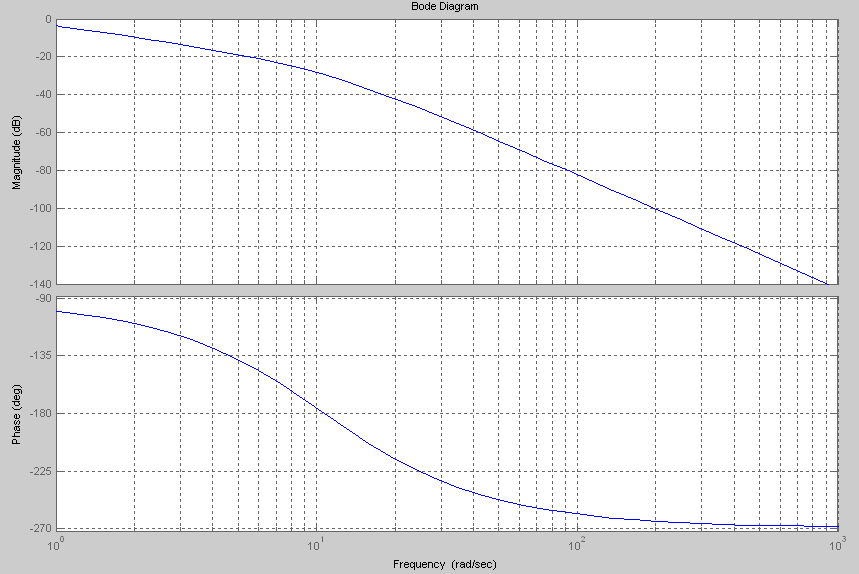 Bode Diagram
0
-20
-40
-60
-80
-100
-120
-140
Magnitude (dB)
-90
-135
-180
-225
-270
Phase (deg)
10^0 10^1 10^2 10^3
Frequency (rad/sec)